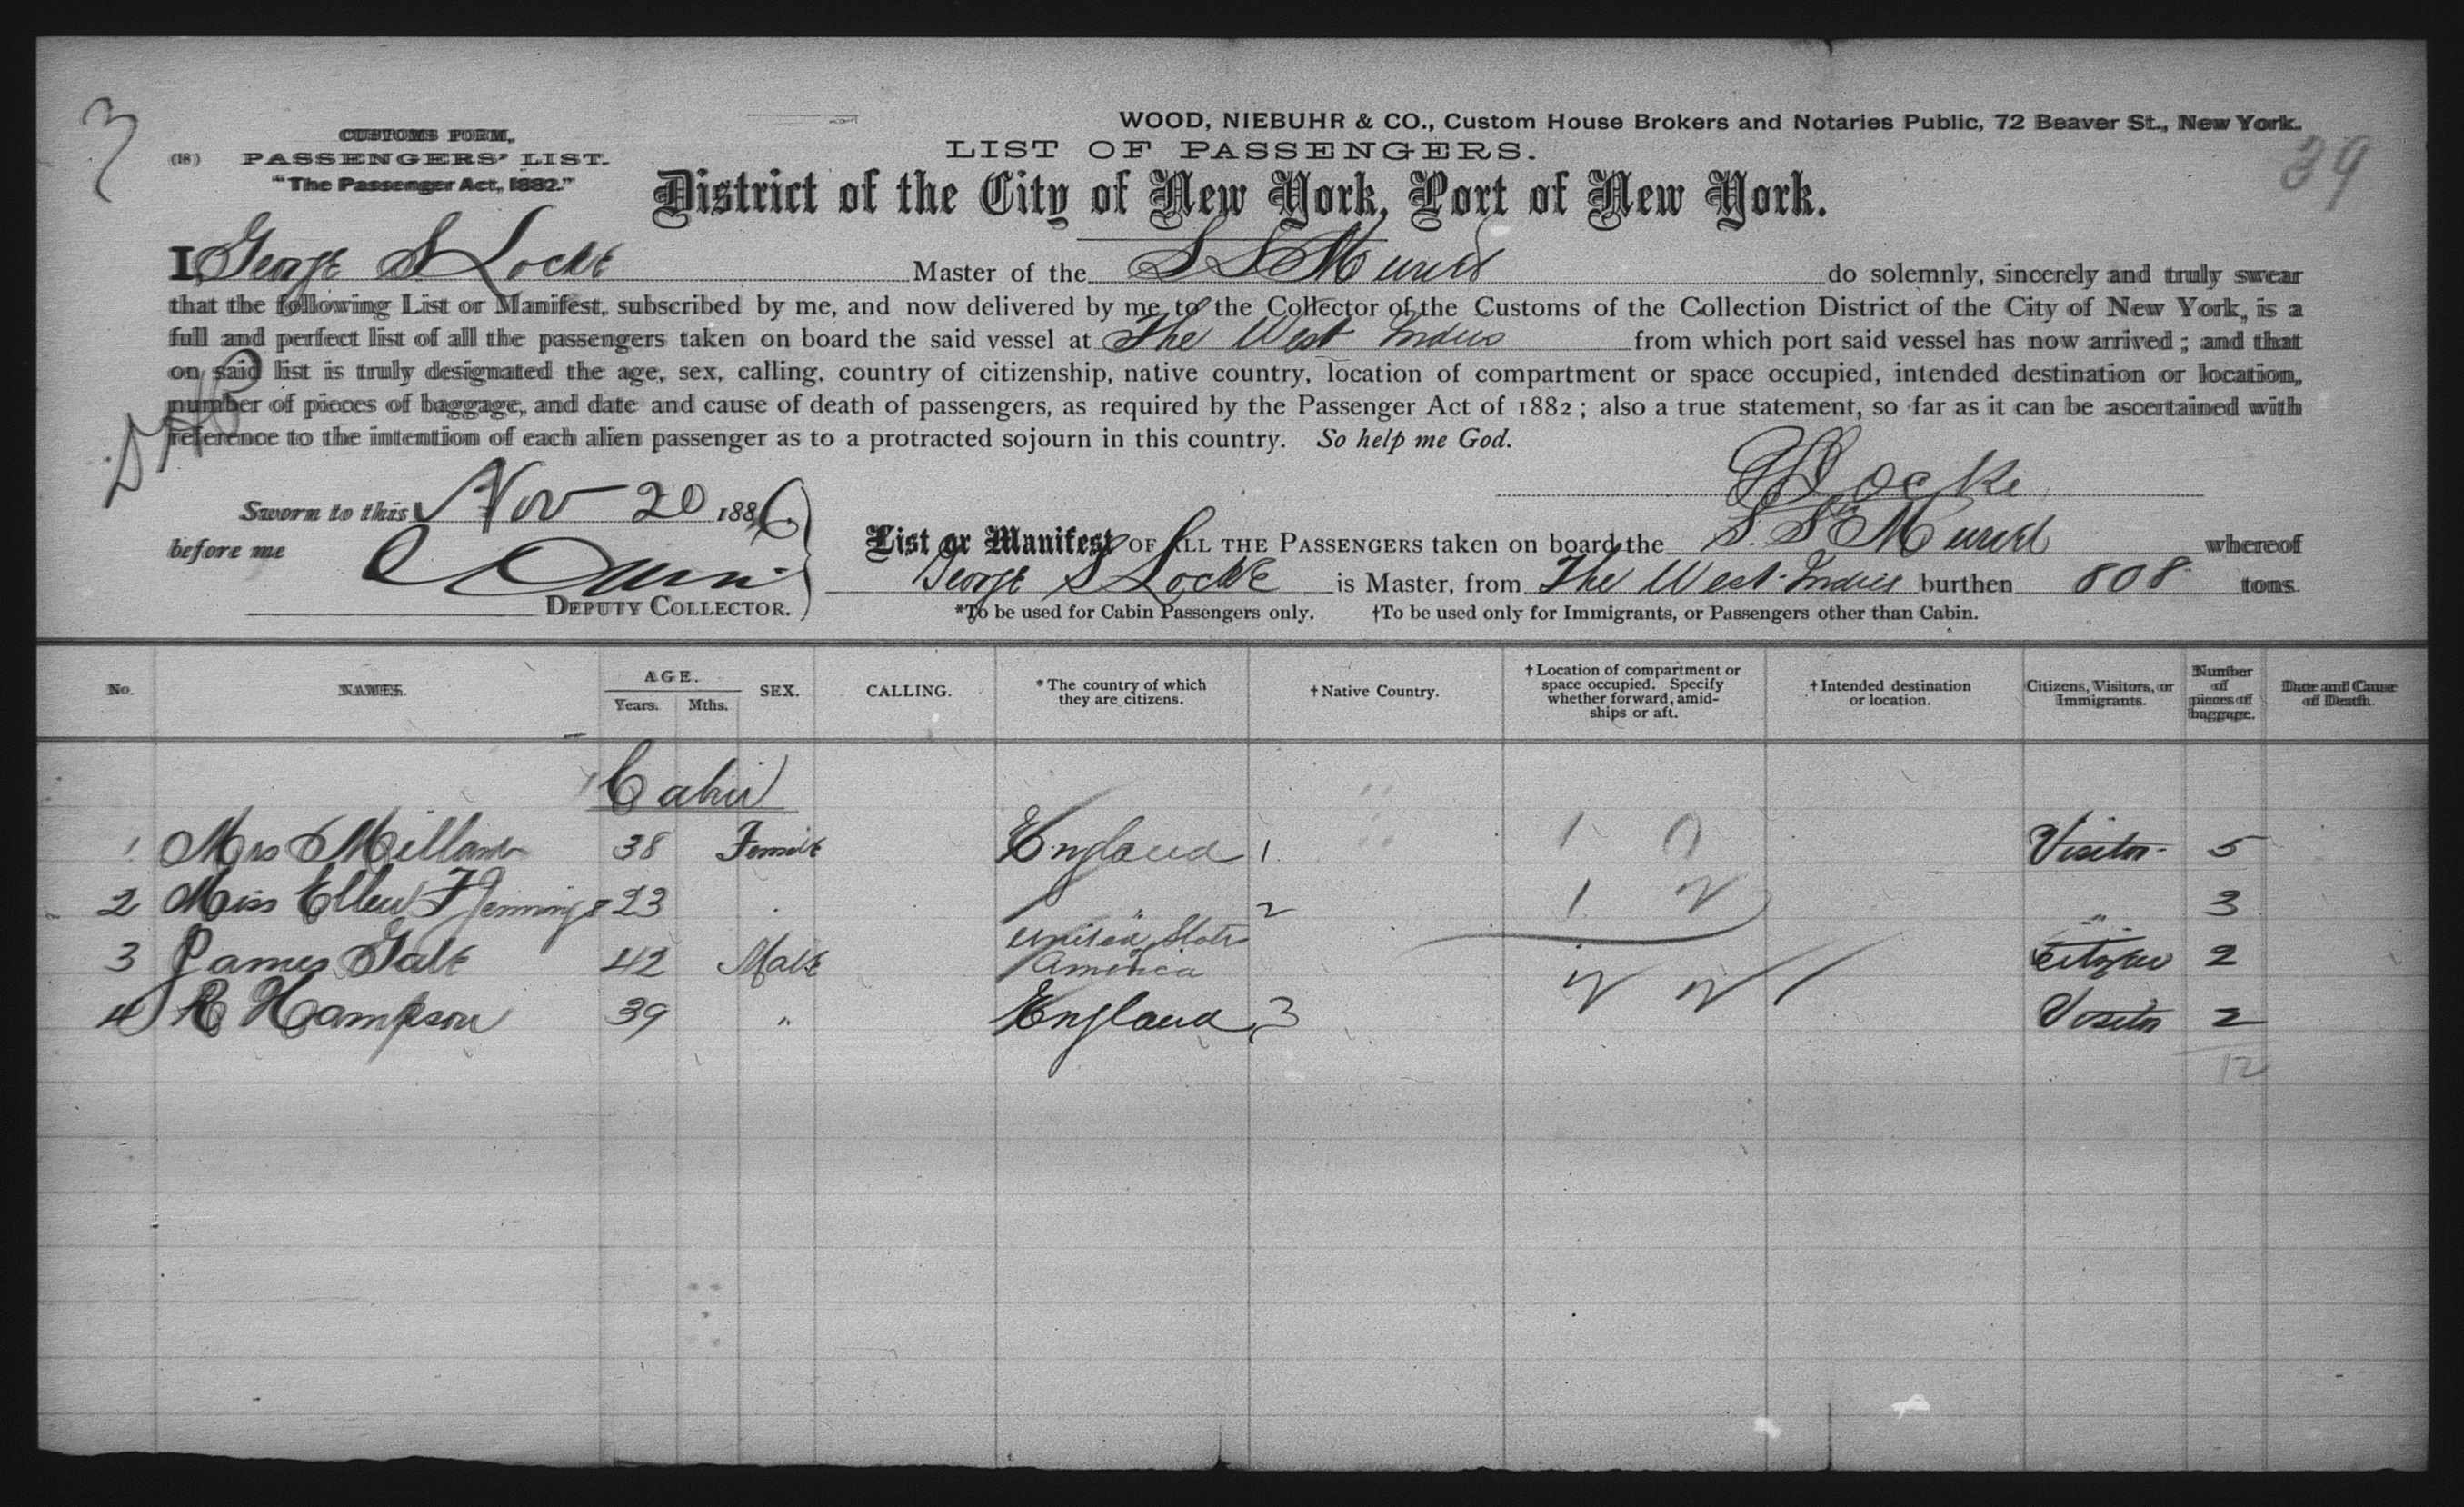 3
WOOD, NIEBUHR & CO., Custom House Brokers and Notaries Public, 72 Beaver St., New York.
39
CUSTOMS FORM,
(18) PASSENGERS' LIST.
"The Passenger Act, 1882."
LIST OF PASSENGERS.
District of the City of New York, Port of New York.
I, George S Locke Master of the S S Muriel do solemnly, sincerely and truly swear
that the following List or Manifest, subscribed by me, and now delivered by me to the Collector of the Customs of the Collection District of the City of New York, is a
full and perfect list of all the passengers taken on board the said vessel at The West Indies from which port said vessel has now arrived; and that
on said list is truly designated the age, sex, calling, country of citizenship, native country, location of compartment or space occupied, intended destination or location,
number of pieces of baggage, and date and cause of death of passengers, as required by the Passenger Act of 1882; also a true statement, so far as it can be ascertained with
reference to the intention of each alien passenger as to a protracted sojourn in this country. So help me God.
Locke
Sworn to this Nov 20 1886
before me
DEPUTY COLLECTOR.
List or Manifest OF ALL THE PASSENGERS taken on board the S. S. Muriel whereof
George S Locke is Master, from The West Indies burthen 808 tons.
*To be used for Cabin Passengers only. †To be used only for Immigrants, or Passengers other than Cabin.
No. NAMES. AGE. Years. Mths. SEX. CALLING. *The country of which they are citizens. †Native Country. †Location of compartment or space occupied. Specify whether forward, amidships or aft. †Intended destination or location. Citizens, Visitors, or Immigrants. Number of pieces of baggage. Date and Cause of Death.
Cabin
1 Mrs 38 Female England 1 1 Visitor 5
2 Miss Ellen F Jennings 23 " 2 1 2 " 3
3 James Galt 42 Male United States America Citizen 2
4 R Hampson 39 " England 3 Visitor 2
12